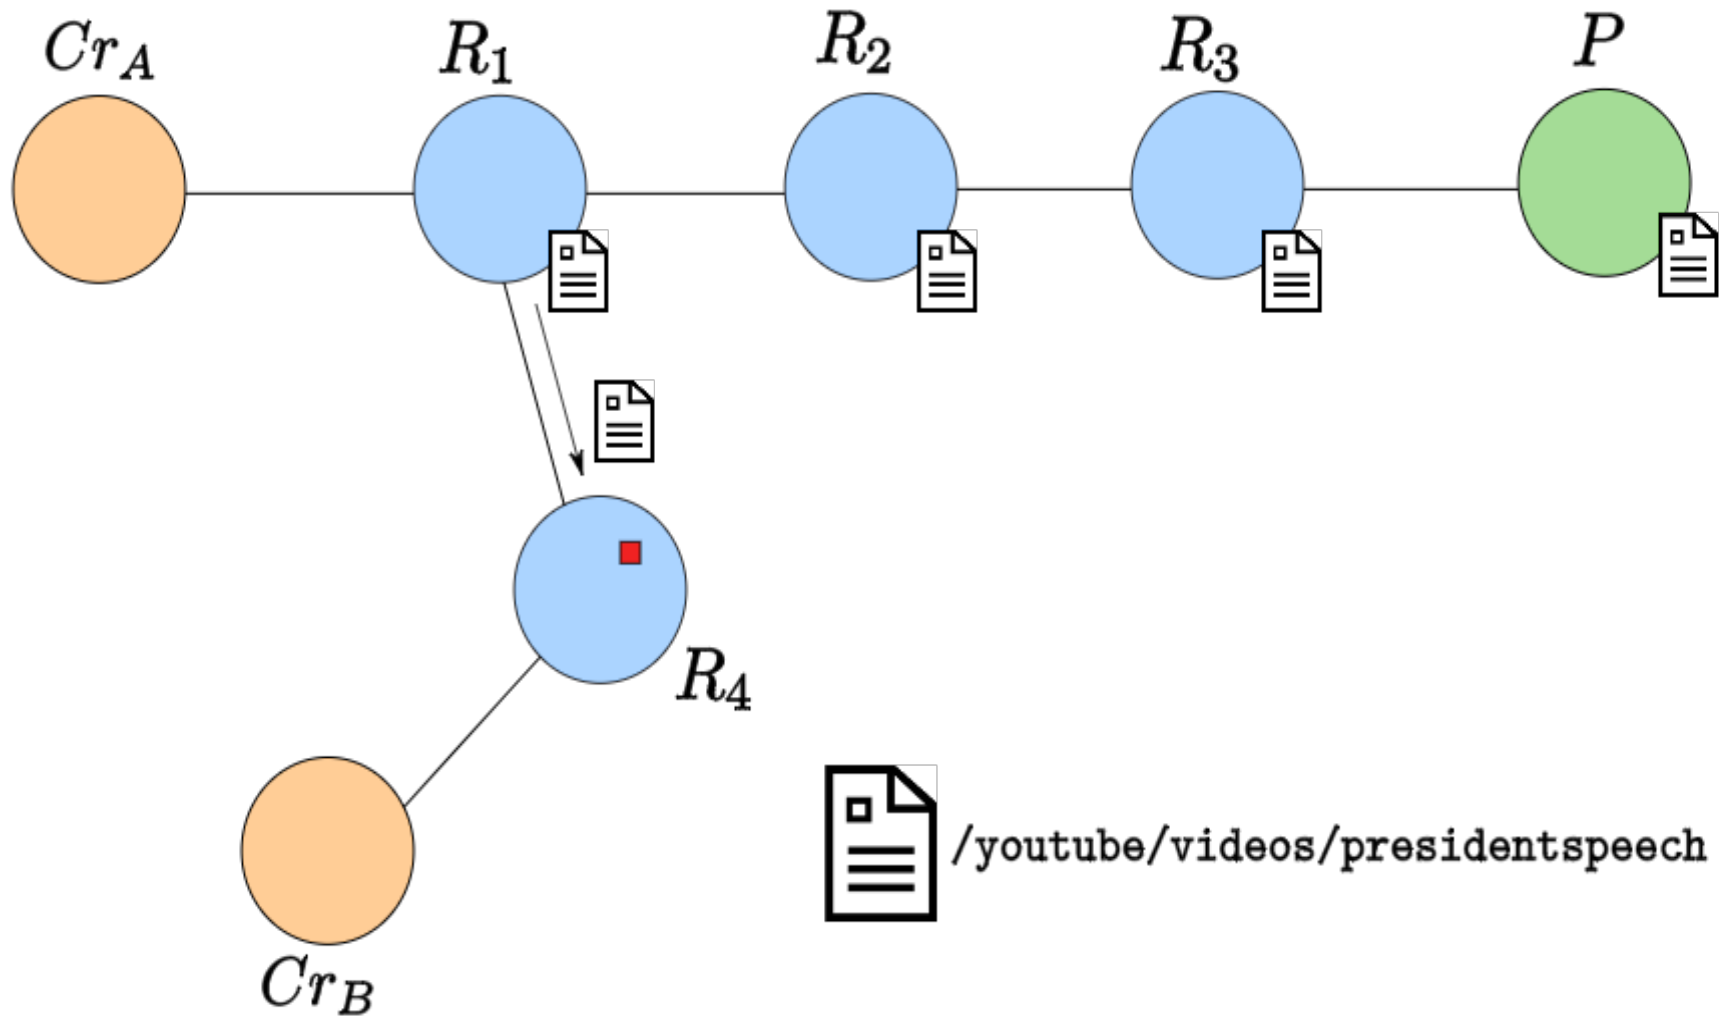 Cr_A
R_1
R_2
R_3
P
R_4
/youtube/videos/presidentspeech
Cr_B